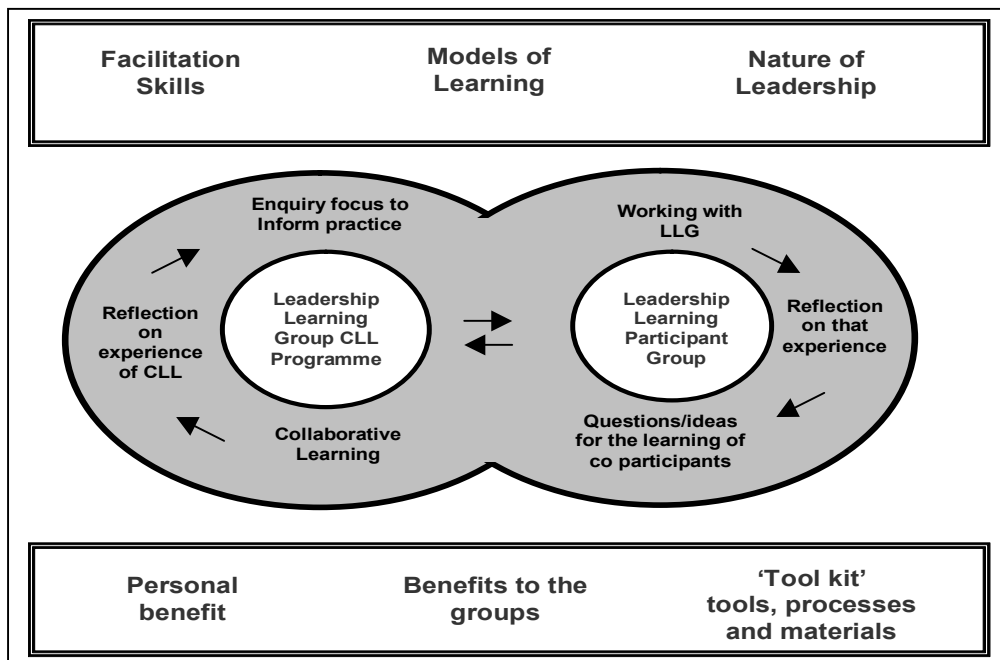 Facilitation
Skills
Models of
Learning
Nature of
Leadership
Enquiry focus to
Inform practice
Reflection
on
experience
of CLL
Leadership
Learning
Group CLL
Programme
Collaborative
Learning
Working with
LLG
Leadership
Learning
Participant
Group
Reflection
on that
experience
Questions/ideas
for the learning of
co participants
Personal
benefit
Benefits to the
groups
‘Tool kit’
tools, processes
and materials